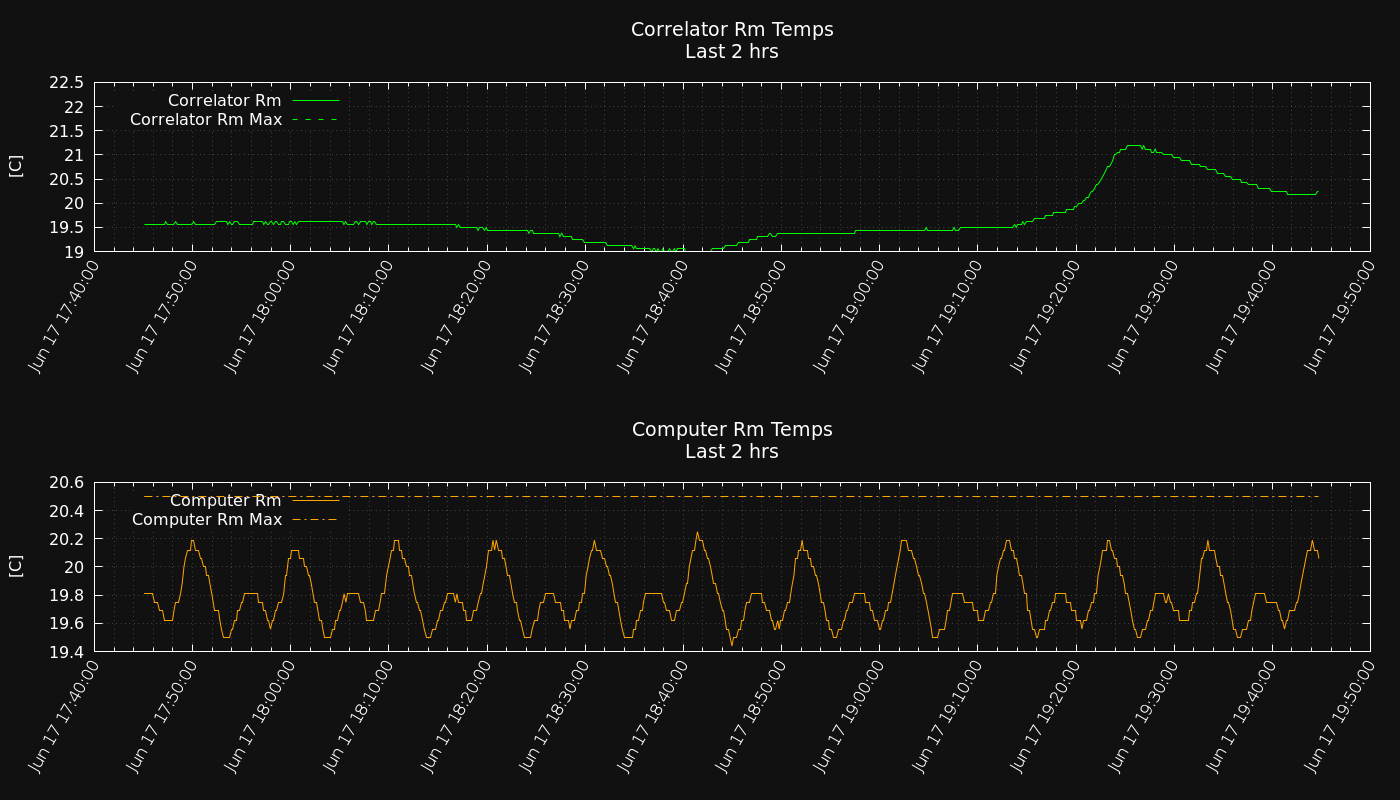 Correlator Rm Temps
Last 2 hrs
22.5
22
21.5
21
20.5
20
19.5
19
[C]
Correlator Rm
Correlator Rm Max
Jun 17 17:40:00
Jun 17 17:50:00
Jun 17 18:00:00
Jun 17 18:10:00
Jun 17 18:20:00
Jun 17 18:30:00
Jun 17 18:40:00
Jun 17 18:50:00
Jun 17 19:00:00
Jun 17 19:10:00
Jun 17 19:20:00
Jun 17 19:30:00
Jun 17 19:40:00
Jun 17 19:50:00
Computer Rm Temps
Last 2 hrs
20.6
20.4
20.2
20
19.8
19.6
19.4
[C]
Computer Rm
Computer Rm Max
Jun 17 17:40:00
Jun 17 17:50:00
Jun 17 18:00:00
Jun 17 18:10:00
Jun 17 18:20:00
Jun 17 18:30:00
Jun 17 18:40:00
Jun 17 18:50:00
Jun 17 19:00:00
Jun 17 19:10:00
Jun 17 19:20:00
Jun 17 19:30:00
Jun 17 19:40:00
Jun 17 19:50:00